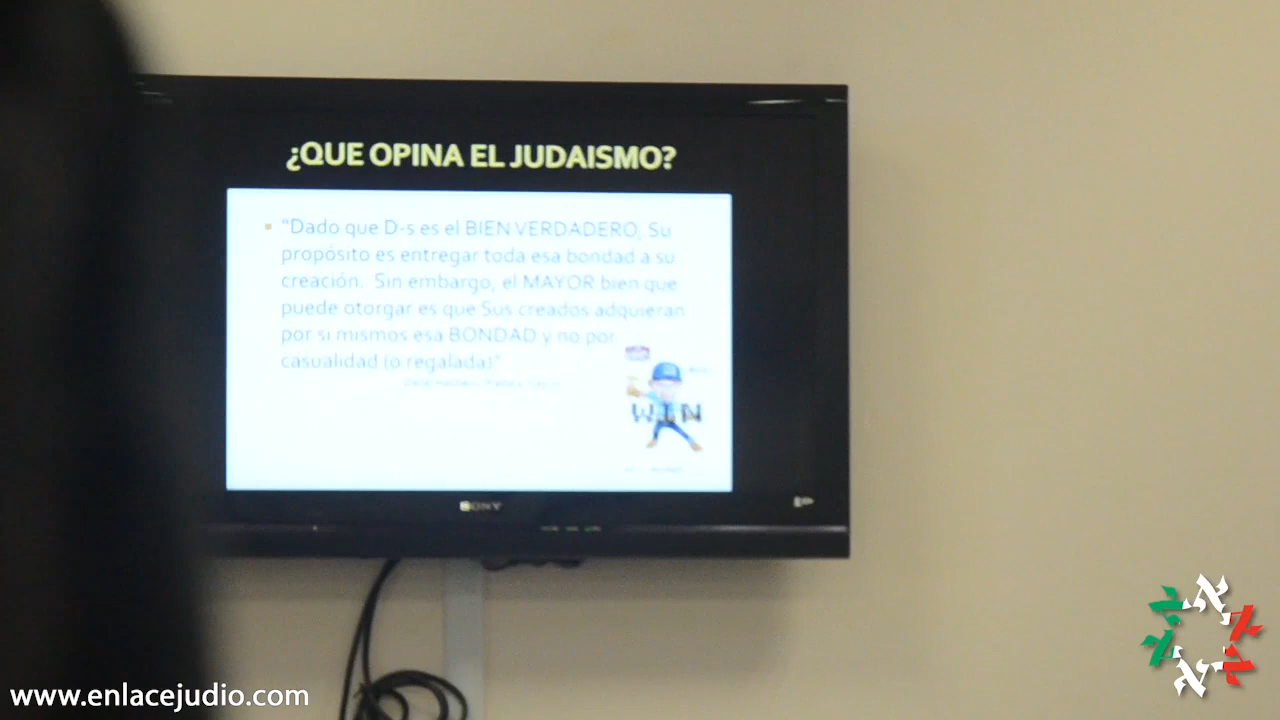 ¿QUE OPINA EL JUDAISMO?
"Dado que D-s es el BIEN VERDADERO, Su
propósito es entregar toda esa bondad a su
creación. Sin embargo, el MAYOR bien que
puede otorgar es que Sus creados adquieran
por si mismos esa BONDAD y no por
casualidad (o regalada)"
WIN
SONY
www.enlacejudio.com
א א א א א א